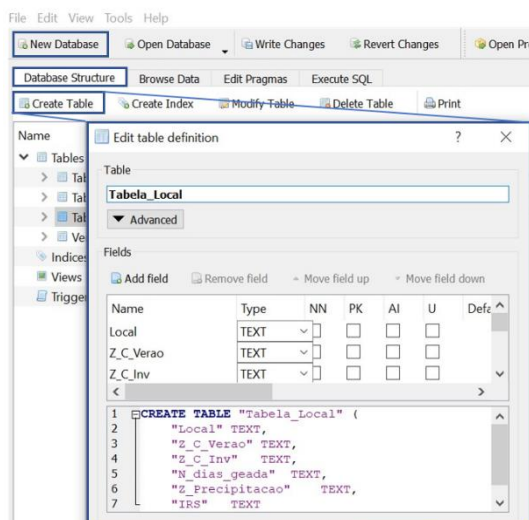 File Edit View Tools Help
New Database Open Database Write Changes Revert Changes Open Pr
Database Structure Browse Data Edit Pragmas Execute SQL
Create Table Create Index Modify Table Delete Table Print
Name
Tables
Tal
Tal
Tal
Ve
Indices
Views
Trigge
Edit table definition ? ×
Table
Tabela_Local
Advanced
Fields
Add field Remove field Move field up Move field down
Name Type NN PK AI U Defa
Local TEXT
Z_C_Verao TEXT
Z_C_Inv TEXT
1 CREATE TABLE "Tabela_Local" (
2 "Local" TEXT,
3 "Z_C_Verao" TEXT,
4 "Z_C_Inv" TEXT,
5 "N_dias_geada" TEXT,
6 "Z_Precipitacao" TEXT,
7 "IRS" TEXT